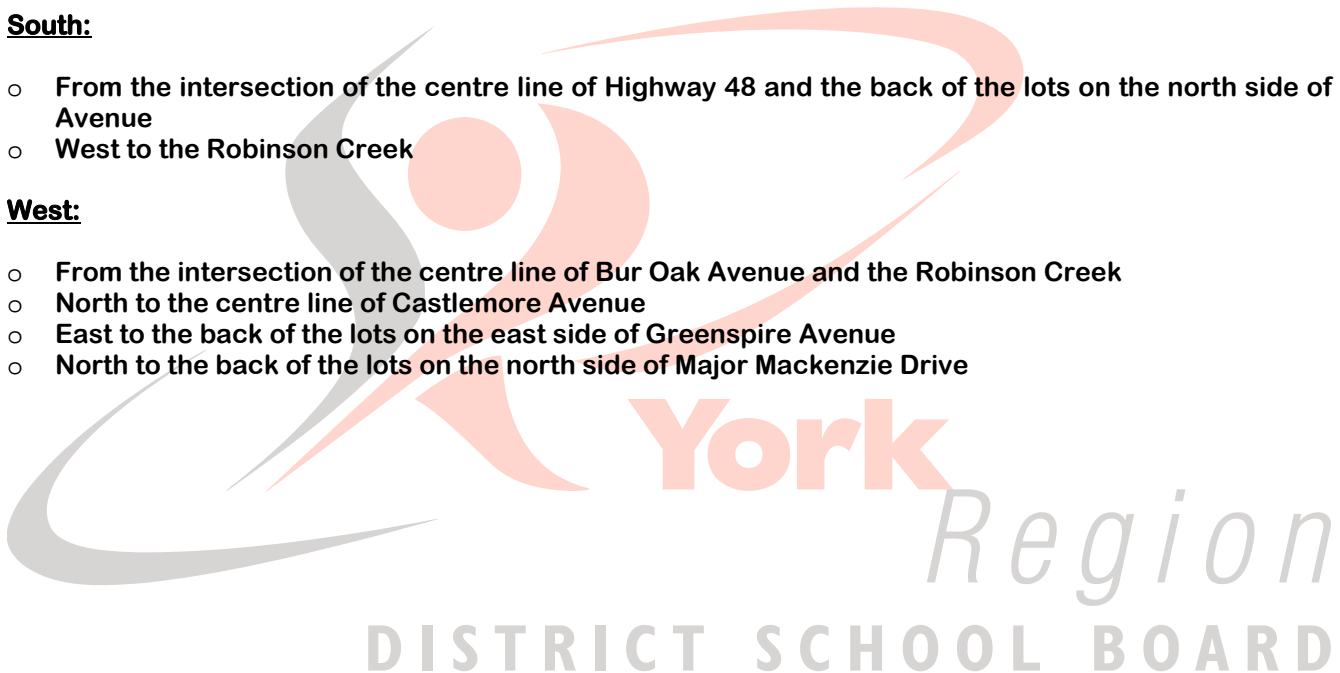 South:
o From the intersection of the centre line of Highway 48 and the back of the lots on the north side of
Avenue
o West to the Robinson Creek
West:
o From the intersection of the centre line of Bur Oak Avenue and the Robinson Creek
o North to the centre line of Castlemore Avenue
o East to the back of the lots on the east side of Greenspire Avenue
o North to the back of the lots on the north side of Major Mackenzie Drive
York
Region
DISTRICT SCHOOL BOARD